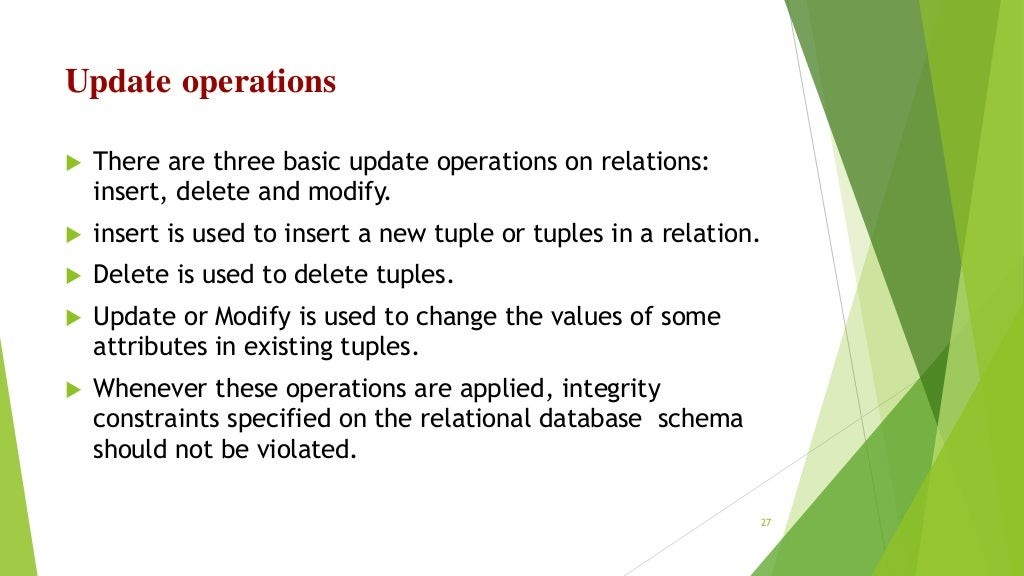 Update operations
There are three basic update operations on relations:
insert, delete and modify.
insert is used to insert a new tuple or tuples in a relation.
Delete is used to delete tuples.
Update or Modify is used to change the values of some
attributes in existing tuples.
Whenever these operations are applied, integrity
constraints specified on the relational database  schema
should not be violated.
27